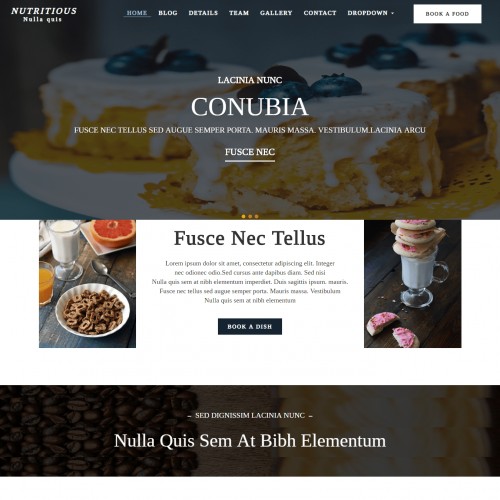 NUTRITIOUS
Nulla quis
HOME BLOG DETAILS TEAM GALLERY CONTACT DROPDOWN
BOOK A FOOD
LACINIA NUNC
CONUBIA
FUSCE NEC TELLUS SED AUGUE SEMPER PORTA. MAURIS MASSA. VESTIBULUM.LACINIA ARCU
FUSCE NEC
Fusce Nec Tellus
Lorem ipsum dolor sit amet, consectetur adipiscing elit. Integer
nec odionec odio.Sed cursus ante dapibus diam. Sed nisi
Nulla quis sem at nibh elementum imperdiet. Duis sagittis ipsum. mauris.
Fusce nec tellus sed augue semper porta. Mauris massa. Vestibulum
Nulla quis sem at nibh elementum
BOOK A DISH
– SED DIGNISSIM LACINIA NUNC –
Nulla Quis Sem At Bibh Elementum